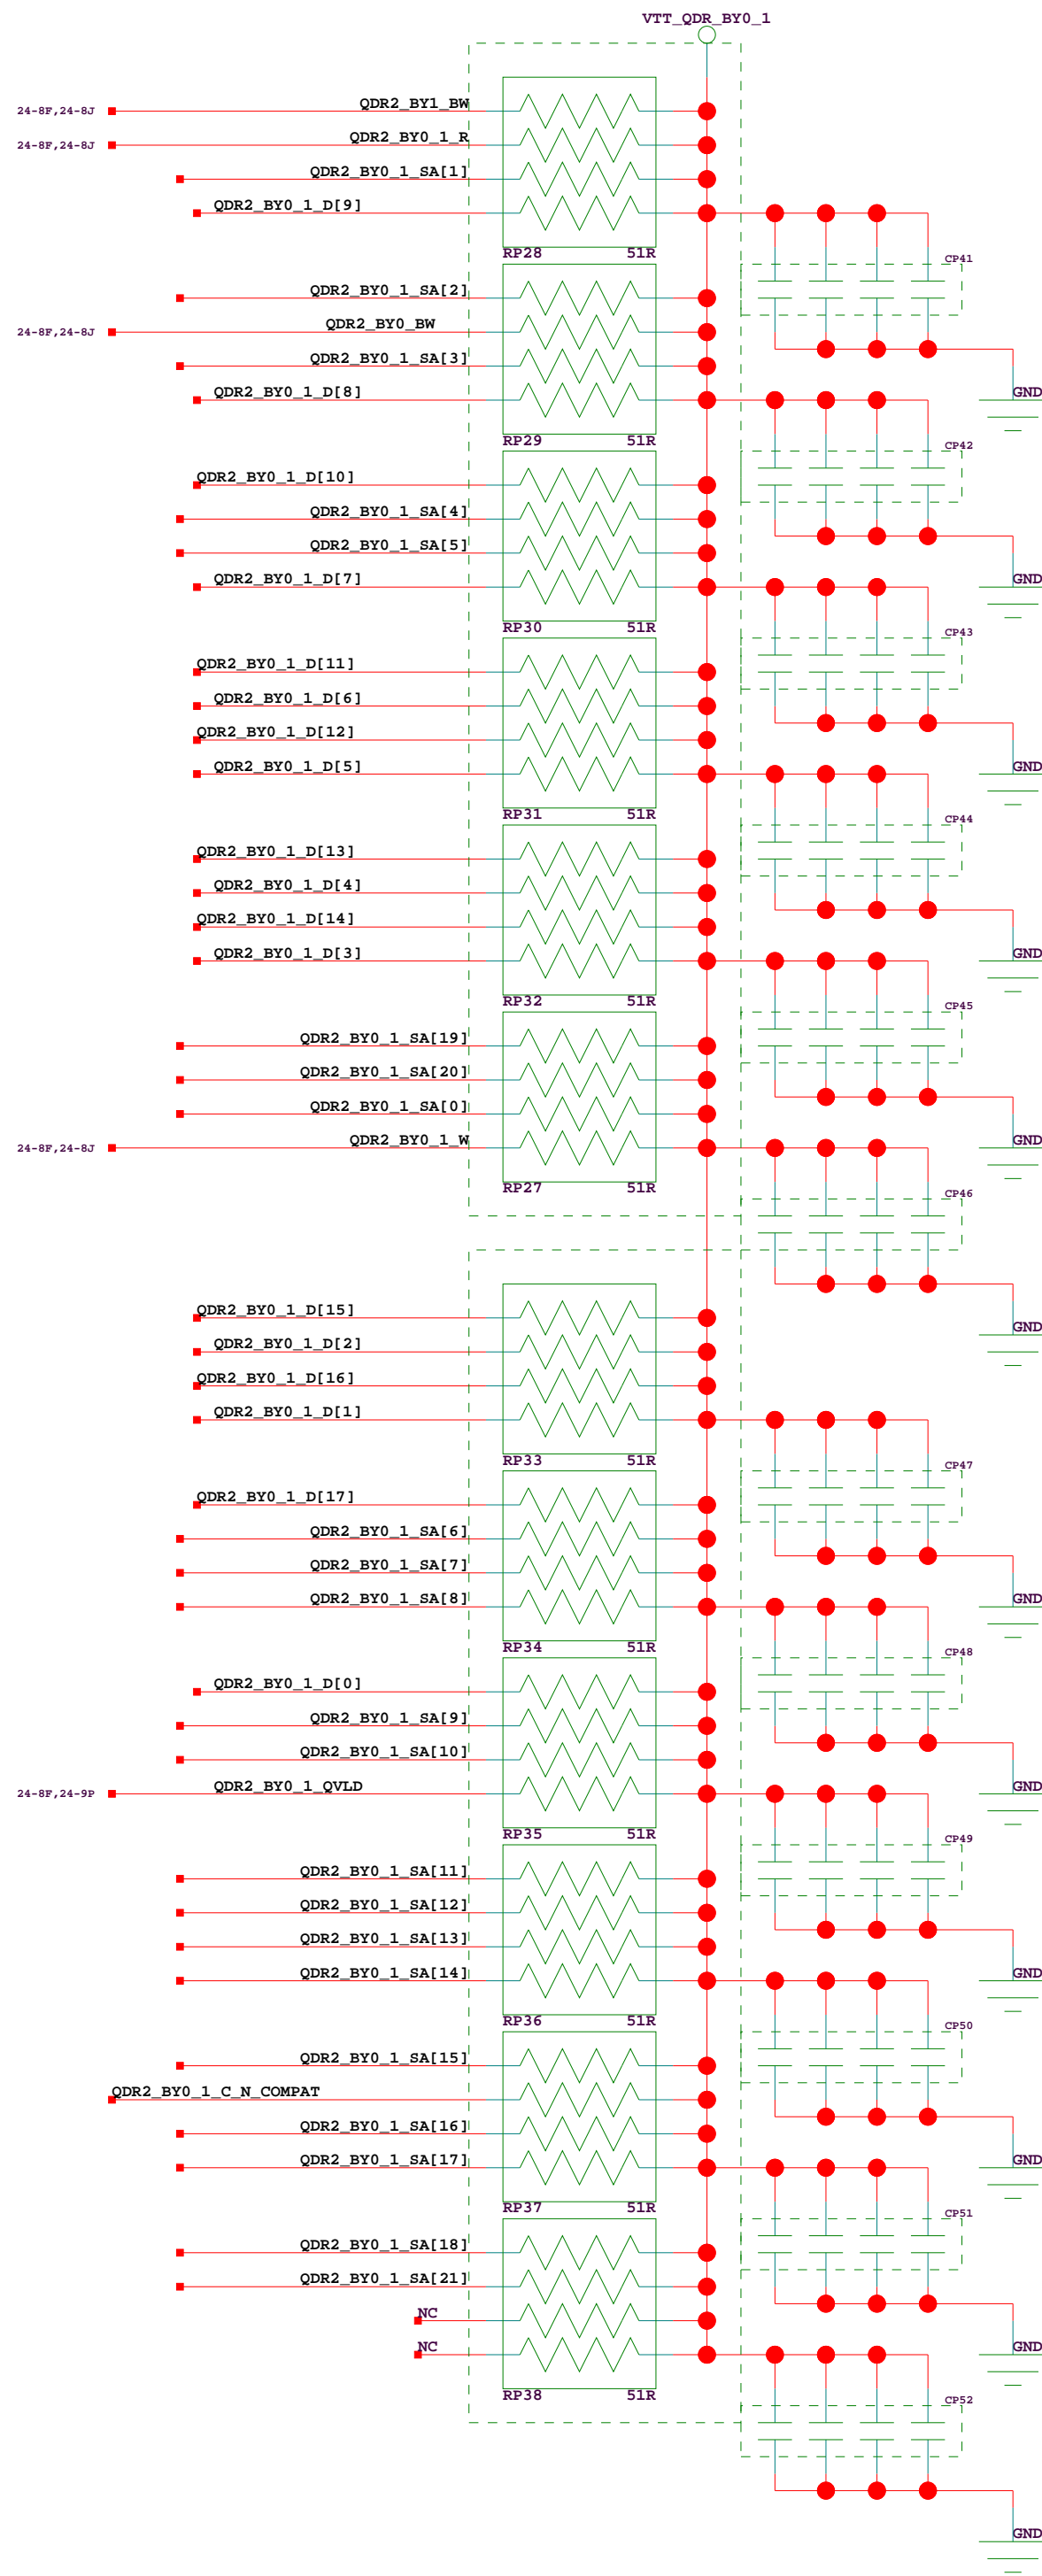 VTT_QDR_BY0_1
24-8F,24-8J QDR2_BY1_BW
24-8F,24-8J QDR2_BY0_1_R
QDR2_BY0_1_SA[1]
QDR2_BY0_1_D[9]
RP28 51R
CP41
QDR2_BY0_1_SA[2]
24-8F,24-8J QDR2_BY0_BW
QDR2_BY0_1_SA[3]
QDR2_BY0_1_D[8]
GND
RP29 51R
CP42
QDR2_BY0_1_D[10]
QDR2_BY0_1_SA[4]
QDR2_BY0_1_SA[5]
QDR2_BY0_1_D[7]
GND
RP30 51R
CP43
QDR2_BY0_1_D[11]
QDR2_BY0_1_D[6]
QDR2_BY0_1_D[12]
QDR2_BY0_1_D[5]
GND
RP31 51R
CP44
QDR2_BY0_1_D[13]
QDR2_BY0_1_D[4]
QDR2_BY0_1_D[14]
QDR2_BY0_1_D[3]
GND
RP32 51R
CP45
QDR2_BY0_1_SA[19]
QDR2_BY0_1_SA[20]
QDR2_BY0_1_SA[0]
24-8F,24-8J QDR2_BY0_1_W
GND
RP27 51R
CP46
QDR2_BY0_1_D[15]
GND
QDR2_BY0_1_D[2]
QDR2_BY0_1_D[16]
QDR2_BY0_1_D[1]
RP33 51R
CP47
QDR2_BY0_1_D[17]
QDR2_BY0_1_SA[6]
QDR2_BY0_1_SA[7]
QDR2_BY0_1_SA[8]
GND
RP34 51R
CP48
QDR2_BY0_1_D[0]
QDR2_BY0_1_SA[9]
QDR2_BY0_1_SA[10]
24-8F,24-9P QDR2_BY0_1_QVLD
GND
RP35 51R
CP49
QDR2_BY0_1_SA[11]
QDR2_BY0_1_SA[12]
QDR2_BY0_1_SA[13]
QDR2_BY0_1_SA[14]
GND
RP36 51R
CP50
QDR2_BY0_1_SA[15]
QDR2_BY0_1_C_N_COMPAT
QDR2_BY0_1_SA[16]
QDR2_BY0_1_SA[17]
GND
RP37 51R
CP51
QDR2_BY0_1_SA[18]
QDR2_BY0_1_SA[21]
NC
NC
GND
RP38 51R
CP52
GND